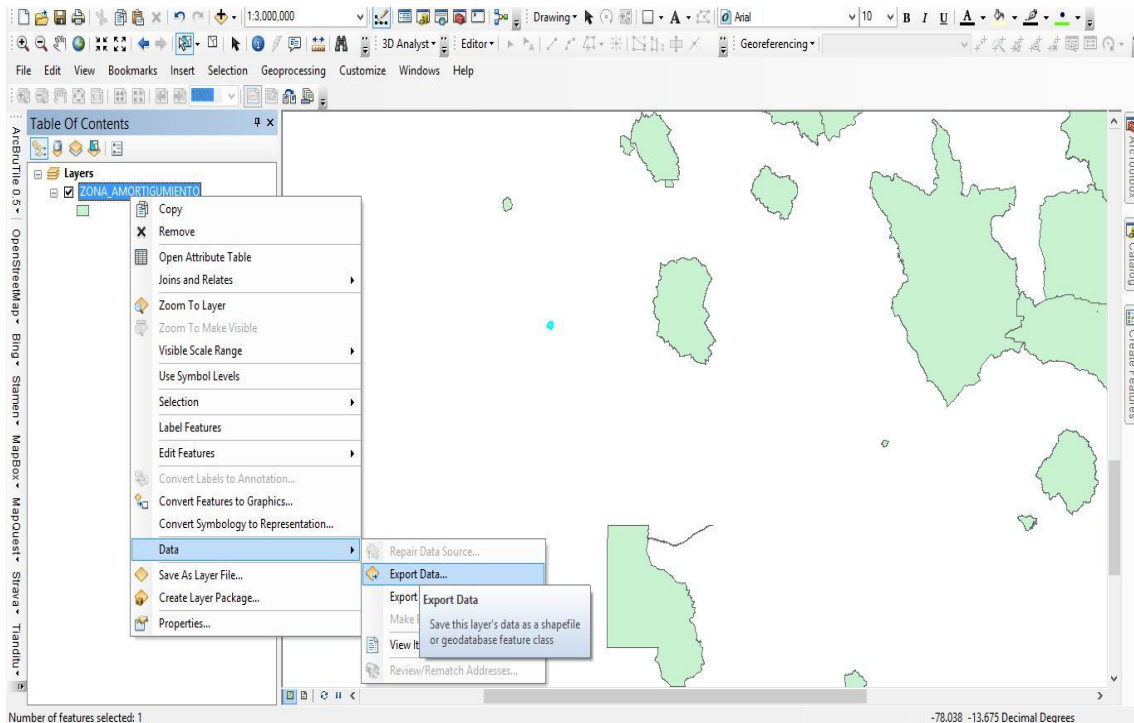 1:3,000,000
Drawing
A
Arial
10
B I U A
3D Analyst
Editor
Georeferencing
File Edit View Bookmarks Insert Selection Geoprocessing Customize Windows Help
100%
Table Of Contents
Layers
ZONA_AMORTIGUMIENTO
Copy
Remove
Open Attribute Table
Joins and Relates
Zoom To Layer
Zoom To Make Visible
Visible Scale Range
Use Symbol Levels
Selection
Label Features
Edit Features
Convert Labels to Annotation...
Convert Features to Graphics...
Convert Symbology to Representation...
Data
Save As Layer File...
Create Layer Package...
Properties...
Repair Data Source...
Export Data...
Export
Export Data
Save this layer's data as a shapefile
or geodatabase feature class
Make
View It
Review/Rematch Addresses...
ArcBruTile 0.5
OpenStreetMap
Bing
Stamen
MapBox
MapQuest
Strava
Tianditu
ArcToolbox
Catalog
Create Features
Number of features selected: 1
-78.038 -13.675 Decimal Degrees